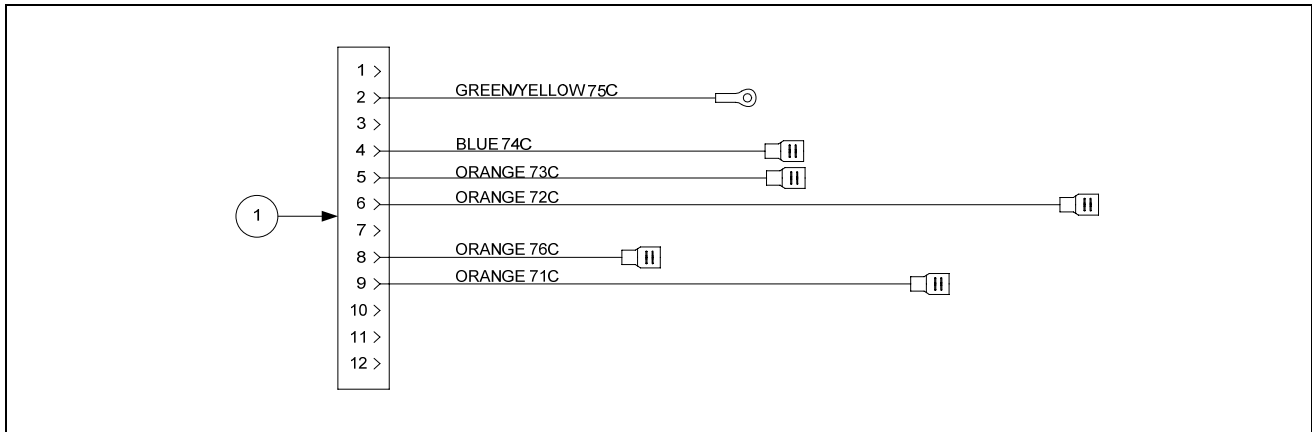 1
2 GREEN/YELLOW 75C
3
4 BLUE 74C
5 ORANGE 73C
6 ORANGE 72C
1
7
8 ORANGE 76C
9 ORANGE 71C
10
11
12